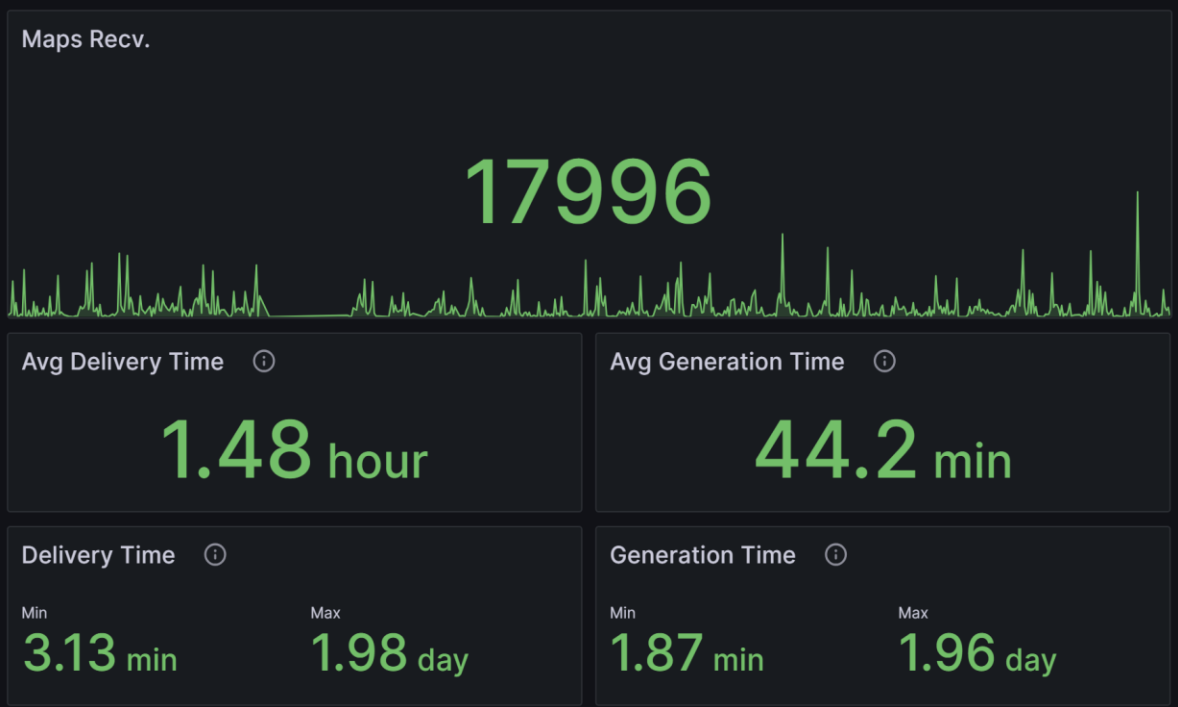 Maps Recv.
17996
Avg Delivery Time
1.48 hour
Avg Generation Time
44.2 min
Delivery Time
Min
3.13 min
Max
1.98 day
Generation Time
Min
1.87 min
Max
1.96 day